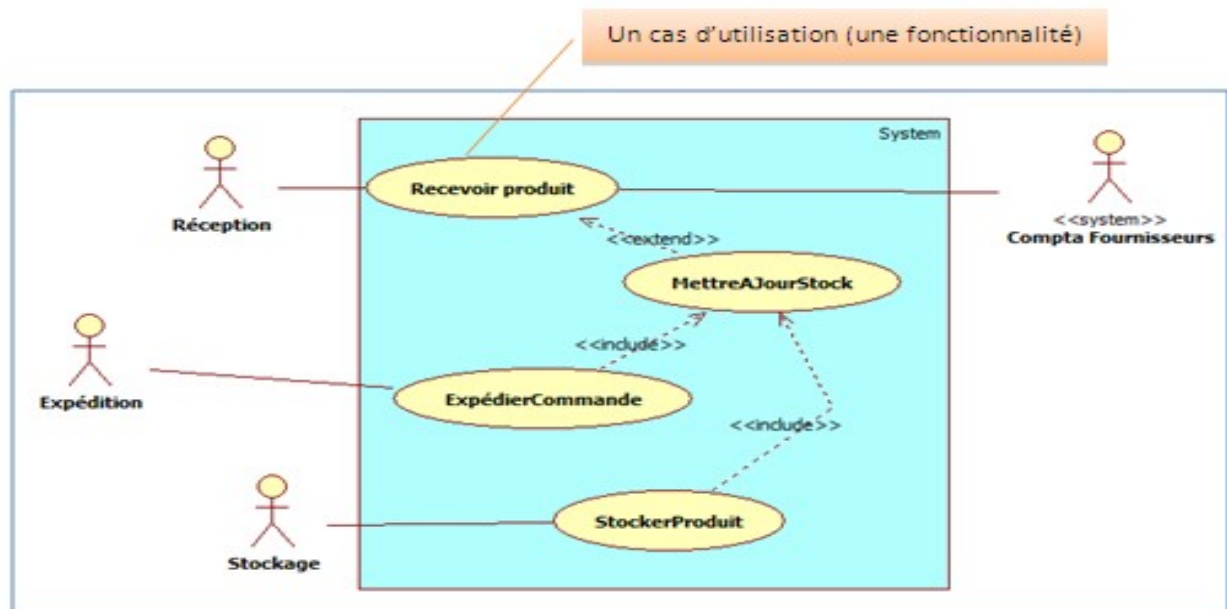 Un cas d'utilisation (une fonctionnalité)
System
Recevoir produit
Réception
<<system>>
Compta Fournisseurs
<<extend>>
MettreAJourStock
<<include>>
Expédition
ExpédierCommande
<<include>>
StockerProduit
Stockage